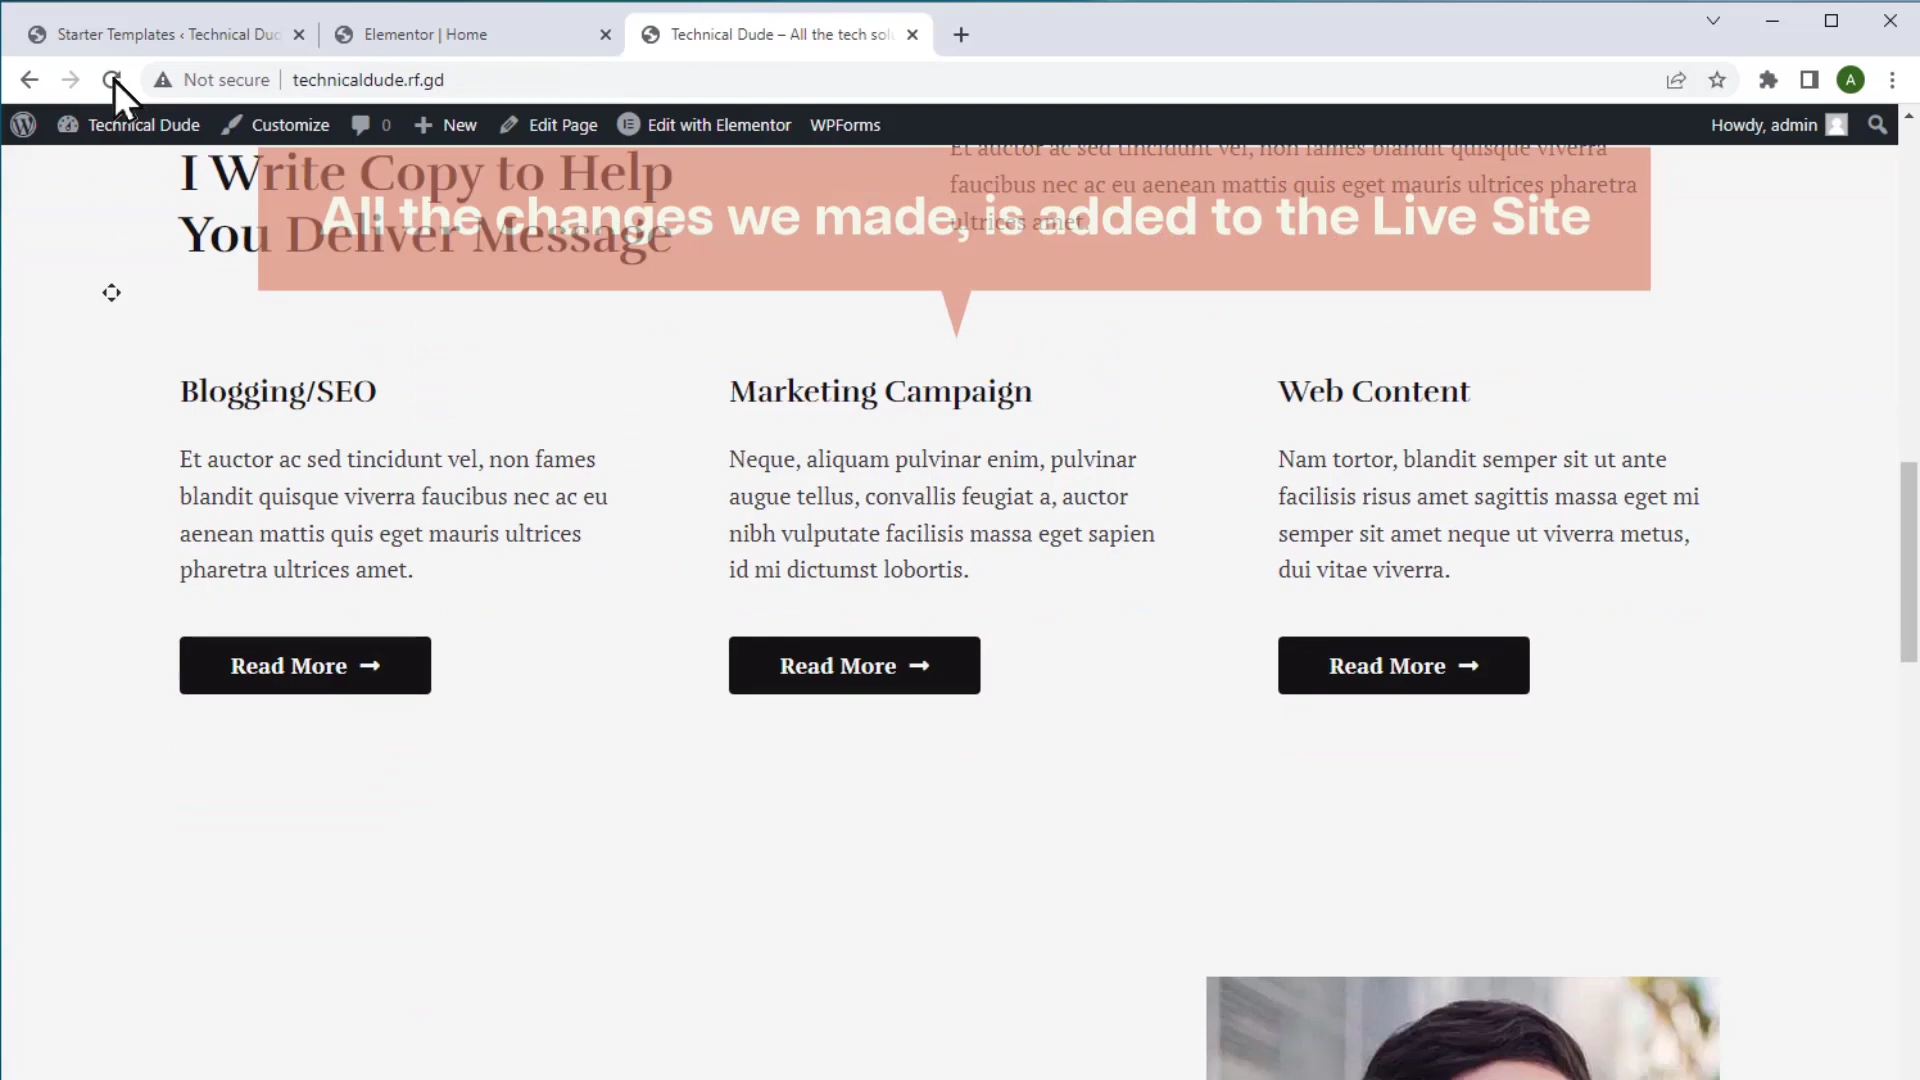 Starter Templates ‹ Technical Duc
Elementor | Home
Technical Dude – All the tech solu
Not secure
technicaldude.rf.gd
A
Technical Dude
Customize
0
New
Edit Page
Edit with Elementor
WPForms
Howdy, admin
I Write Copy to Help
You Deliver Message
Et auctor ac sed tincidunt vel, non fames blandit quisque viverra
faucibus nec ac eu aenean mattis quis eget mauris ultrices pharetra
ultrices amet.
All the changes we made, is added to the Live Site
Blogging/SEO
Et auctor ac sed tincidunt vel, non fames
blandit quisque viverra faucibus nec ac eu
aenean mattis quis eget mauris ultrices
pharetra ultrices amet.
Read More
Marketing Campaign
Neque, aliquam pulvinar enim, pulvinar
augue tellus, convallis feugiat a, auctor
nibh vulputate facilisis massa eget sapien
id mi dictumst lobortis.
Read More
Web Content
Nam tortor, blandit semper sit ut ante
facilisis risus amet sagittis massa eget mi
semper sit amet neque ut viverra metus,
dui vitae viverra.
Read More